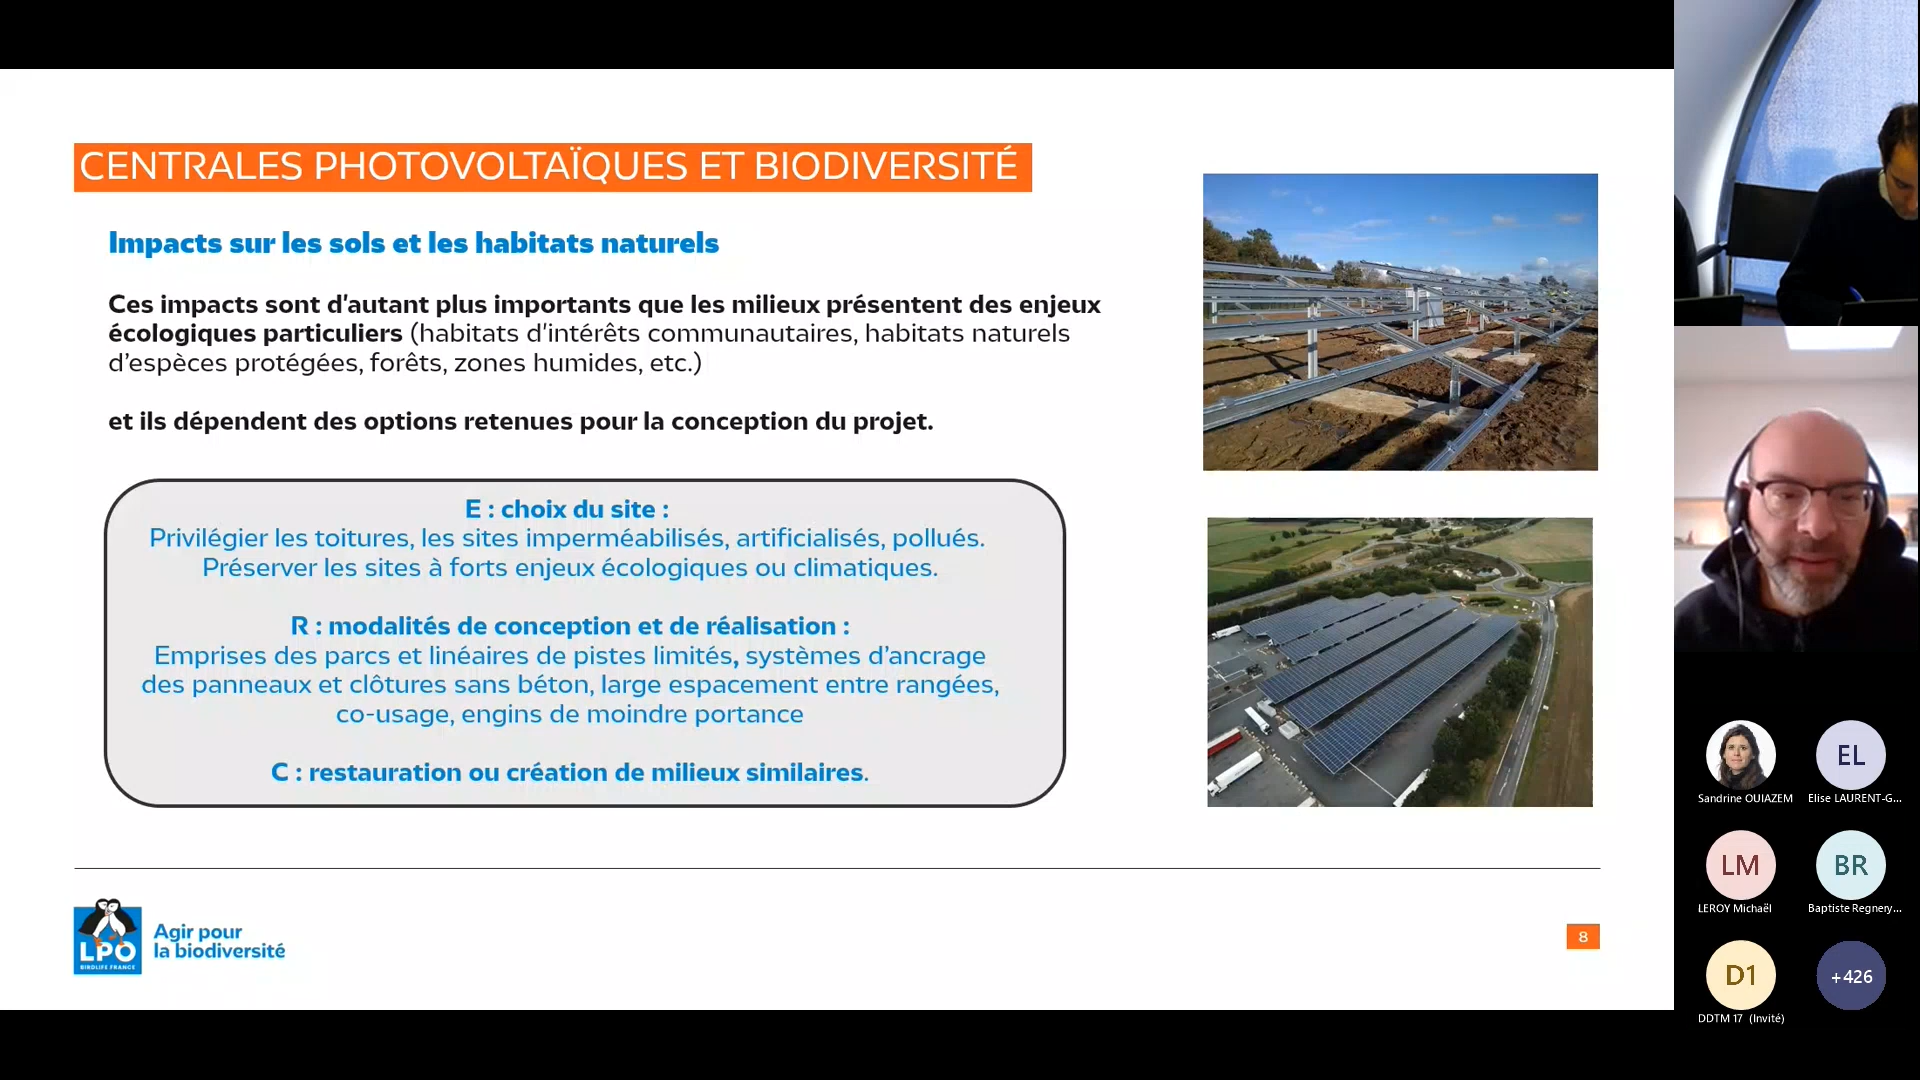 CENTRALES PHOTOVOLTAÏQUES ET BIODIVERSITÉ
Impacts sur les sols et les habitats naturels
Ces impacts sont d'autant plus importants que les milieux présentent des enjeux
écologiques particuliers (habitats d'intérêts communautaires, habitats naturels
d’espèces protégées, forêts, zones humides, etc.)
et ils dépendent des options retenues pour la conception du projet.
E : choix du site :
Privilégier les toitures, les sites imperméabilisés, artificialisés, pollués.
Préserver les sites à forts enjeux écologiques ou climatiques.
R : modalités de conception et de réalisation :
Emprises des parcs et linéaires de pistes limités, systèmes d’ancrage
des panneaux et clôtures sans béton, large espacement entre rangées,
co-usage, engins de moindre portance
C : restauration ou création de milieux similaires.
LPO
BIRDLIFE FRANCE
Agir pour
la biodiversité
8
Sandrine OUIAZEM
EL
Elise LAURENT-G...
LM
LEROY Michaël
BR
Baptiste Regnery...
D1
DDTM 17 (Invité)
+426